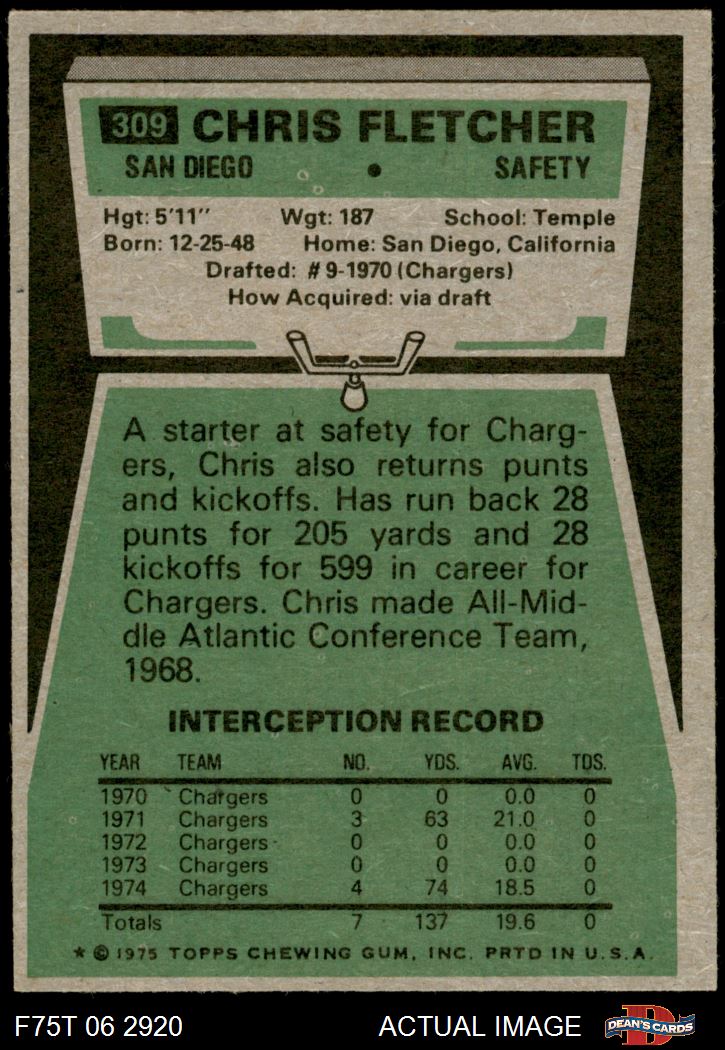 309 CHRIS FLETCHER
SAN DIEGO • SAFETY
Hgt: 5'11'' Wgt: 187 School: Temple
Born: 12-25-48 Home: San Diego, California
Drafted: #9-1970 (Chargers)
How Acquired: via draft
A starter at safety for Charg-
ers, Chris also returns punts
and kickoffs. Has run back 28
punts for 205 yards and 28
kickoffs for 599 in career for
Chargers. Chris made All-Mid-
dle Atlantic Conference Team,
1968.
INTERCEPTION RECORD
YEAR TEAM NO. YDS. AVG. TDS.
1970 Chargers 0 0 0.0 0
1971 Chargers 3 63 21.0 0
1972 Chargers 0 0 0.0 0
1973 Chargers 0 0 0.0 0
1974 Chargers 4 74 18.5 0
Totals 7 137 19.6 0
* © 1975 TOPPS CHEWING GUM, INC. PRTD IN U.S.A.
F75T 06 2920 ACTUAL IMAGE D DEAN'S CARDS